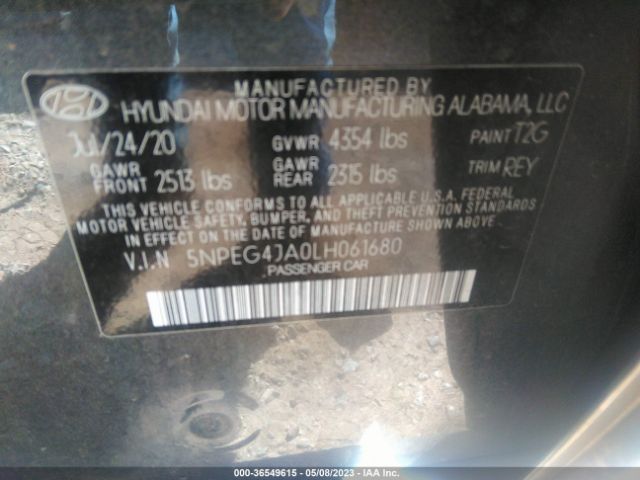 MANUFACTURED BY
HYUNDAI MOTOR MANUFACTURING ALABAMA, LLC
Jul/24/20 GVWR 4354 lbs PAINT T2G
GAWR FRONT 2513 lbs GAWR REAR 2315 lbs TRIM REY
THIS VEHICLE CONFORMS TO ALL APPLICABLE U.S.A. FEDERAL
MOTOR VEHICLE SAFETY, BUMPER, AND THEFT PREVENTION STANDARDS
IN EFFECT ON THE DATE OF MANUFACTURE SHOWN ABOVE.
V.I.N 5NPEG4JA0LH061680
PASSENGER CAR
000-36549615 - 05/08/2023 - IAA Inc.